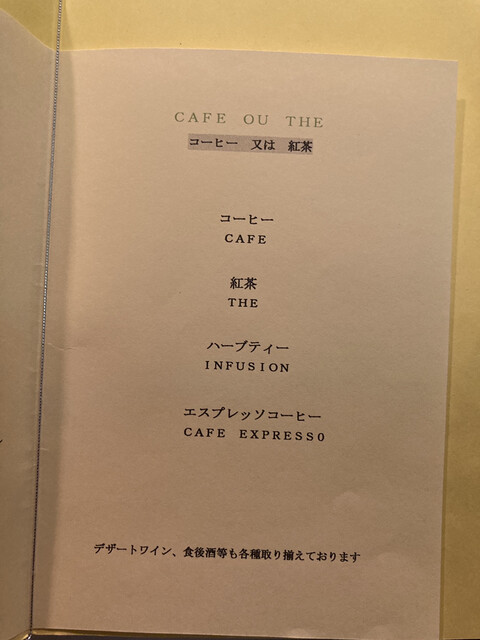 CAFE OU THE
コーヒー 又は 紅茶
コーヒー
CAFE
紅茶
THE
ハーブティー
INFUSION
エスプレッソコーヒー
CAFE EXPRESSO
デザートワイン、食後酒等も各種取り揃えております